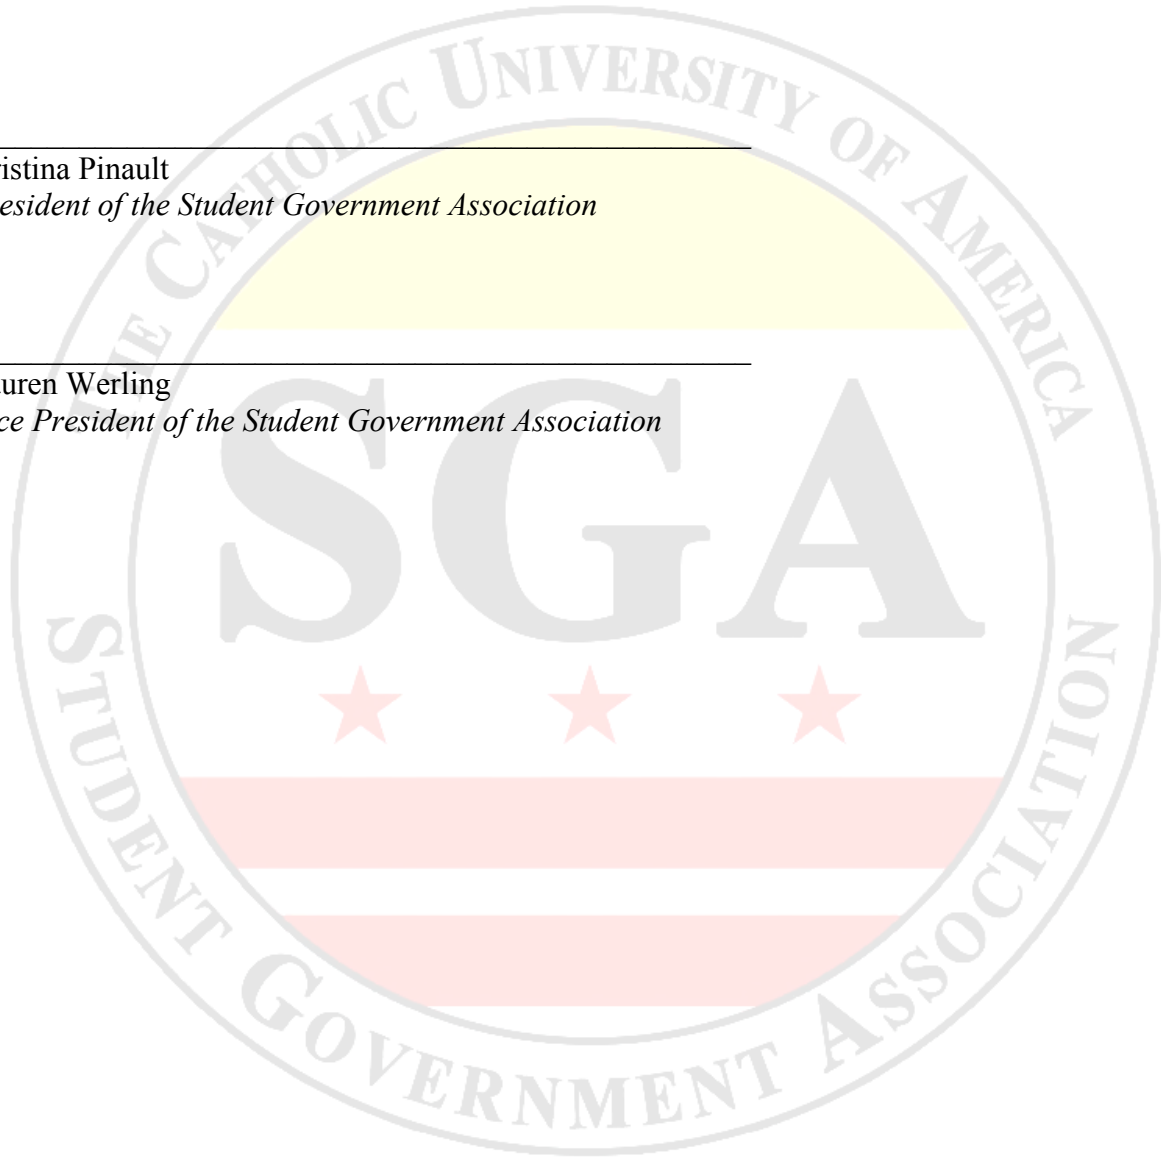 ristina Pinault
esident of the Student Government Association
uren Werling
ce President of the Student Government Association
THE CATHOLIC UNIVERSITY OF AMERICA
SGA
STUDENT GOVERNMENT ASSOCIATION